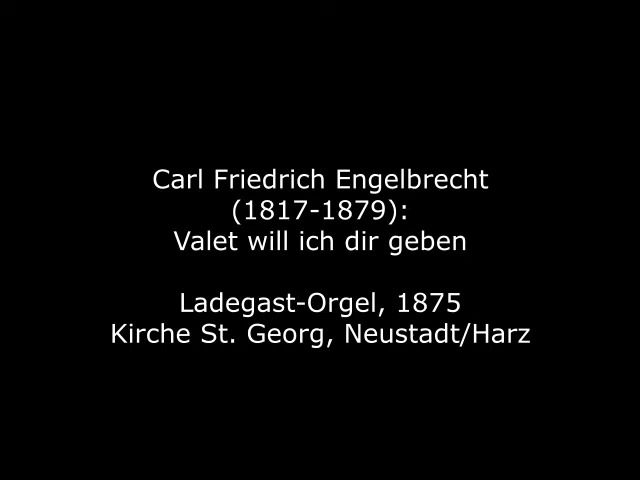 Carl Friedrich Engelbrecht
(1817-1879):
Valet will ich dir geben
Ladegast-Orgel, 1875
Kirche St. Georg, Neustadt/Harz